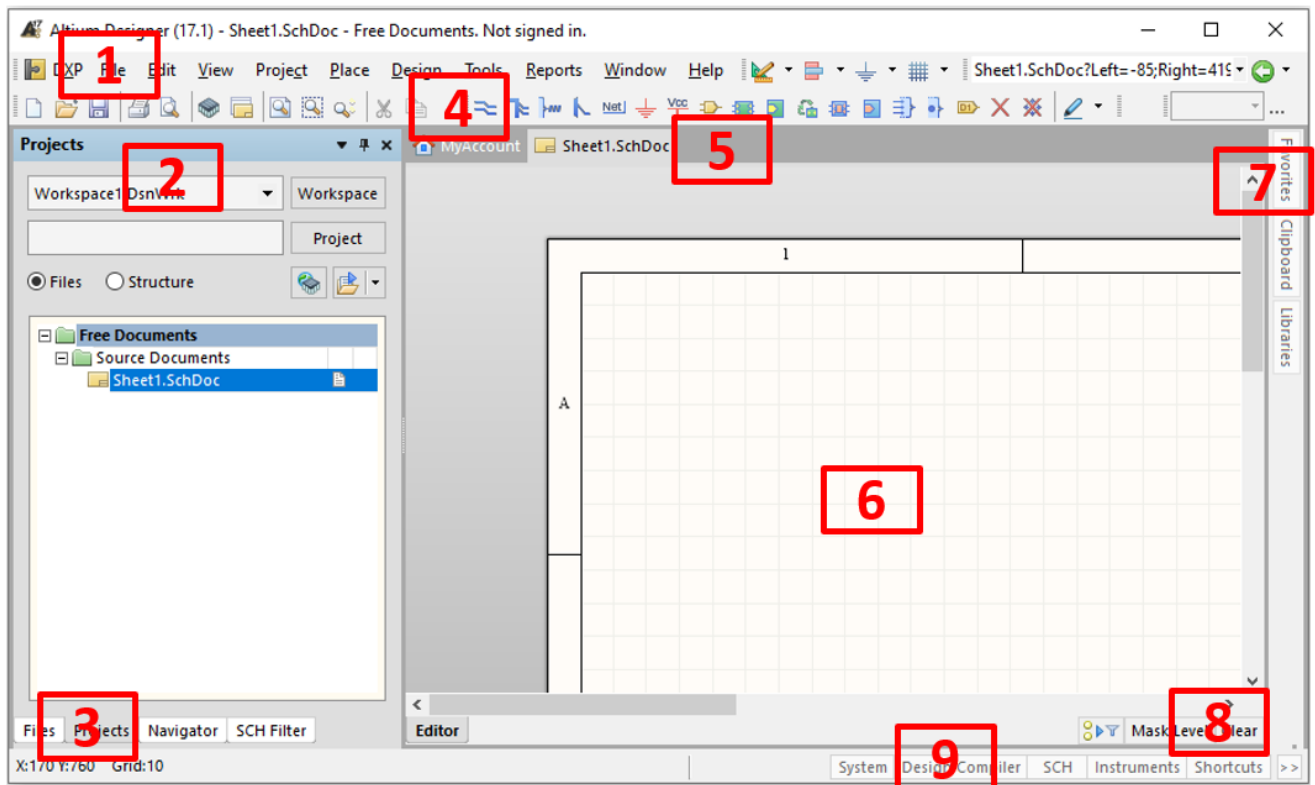 Altium Designer (17.1) - Sheet1.SchDoc - Free Documents. Not signed in.
1
DXP File Edit View Project Place Design Tools Reports Window Help Sheet1.SchDoc?Left=-85;Right=419
4
Net Vcc D1
Projects MyAccount Sheet1.SchDoc
5
Favorites
7
2
Workspace1.DsnWrk Workspace
Project
Clipboard
Files Structure
Libraries
1
Free Documents
Source Documents
Sheet1.SchDoc
A
6
3
Files Projects Navigator SCH Filter
Editor
8
Mask Level Clear
X:170 Y:760 Grid:10
9
System Design Compiler SCH Instruments Shortcuts >>